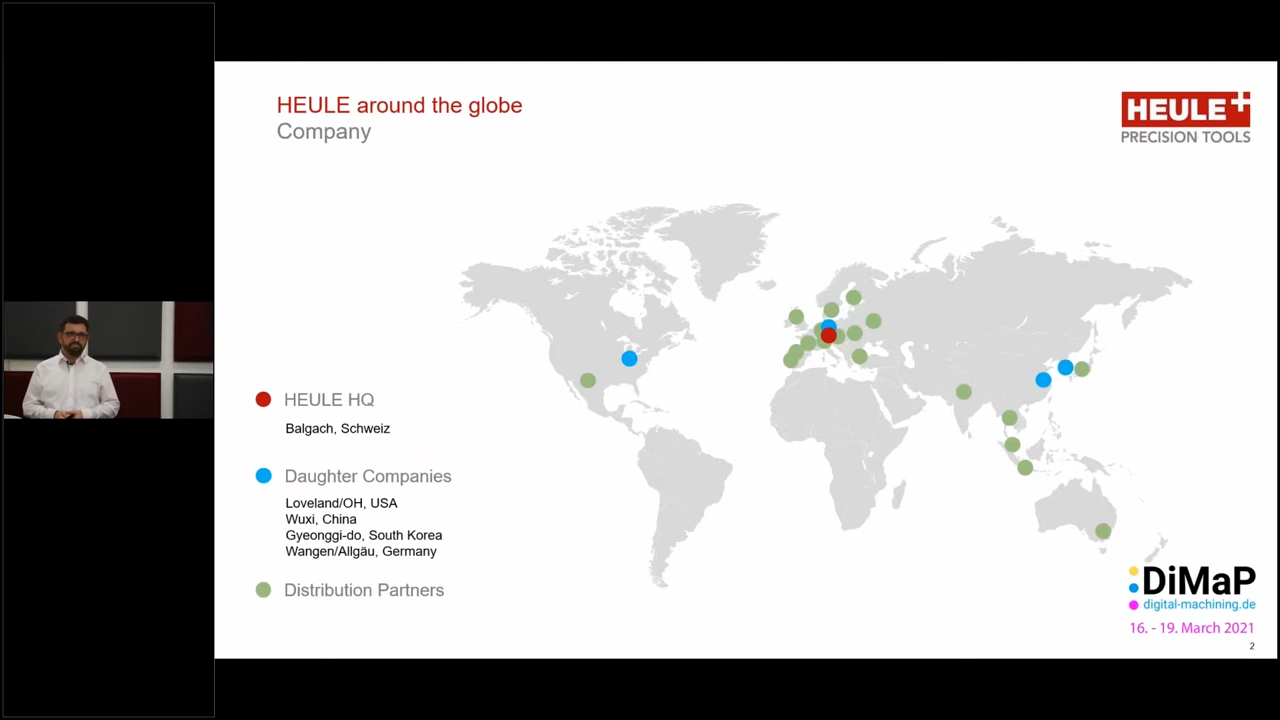 HEULE around the globe
Company
HEULE+
PRECISION TOOLS
HEULE HQ
Balgach, Schweiz
Daughter Companies
Loveland/OH, USA
Wuxi, China
Gyeonggi-do, South Korea
Wangen/Allgäu, Germany
Distribution Partners
DiMaP
digital-machining.de
16. - 19. March 2021
2